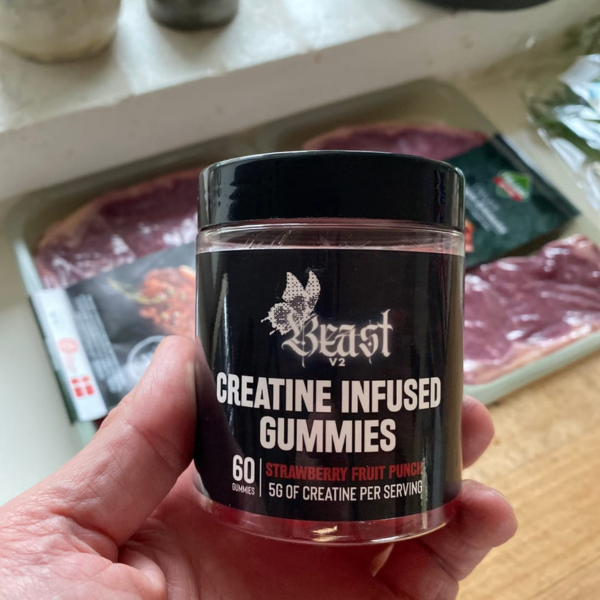 Beast
V2
CREATINE INFUSED
GUMMIES
60
GUMMIES
STRAWBERRY FRUIT PUNCH
5G OF CREATINE PER SERVING